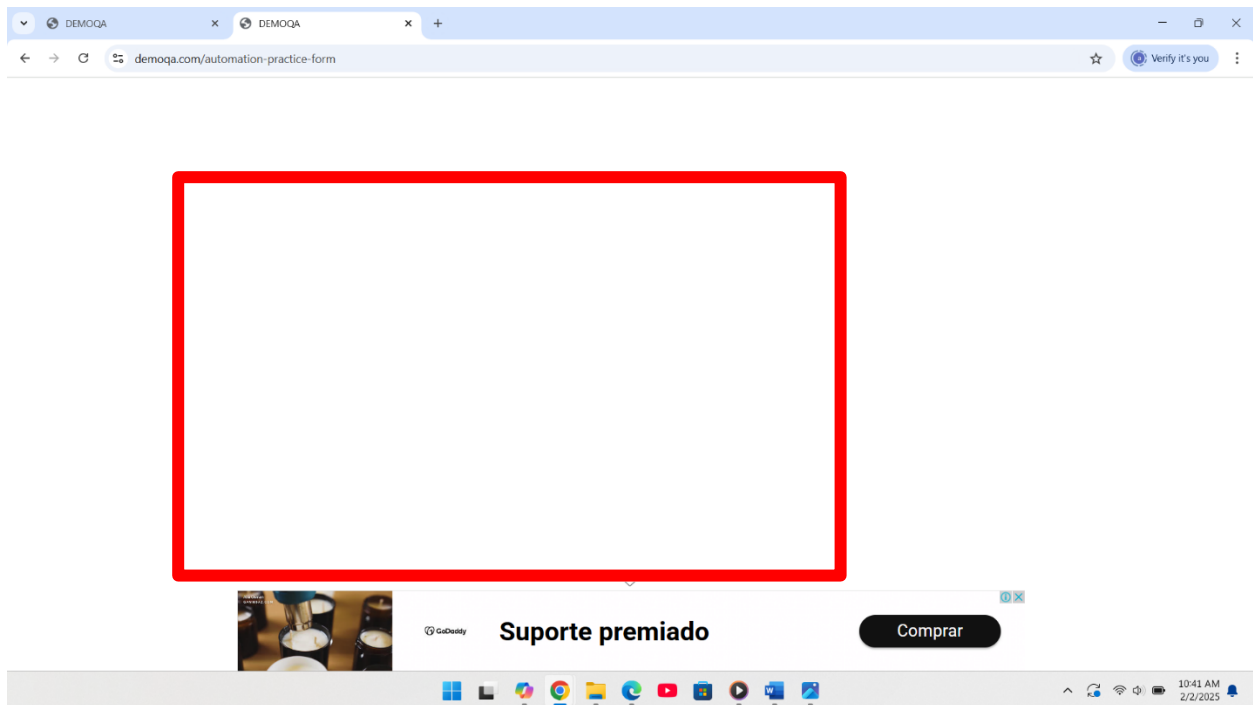 DEMOQA
DEMOQA
demoqa.com/automation-practice-form
Verify it's you
GoDaddy
Suporte premiado
Comprar
10:41 AM
2/2/2025